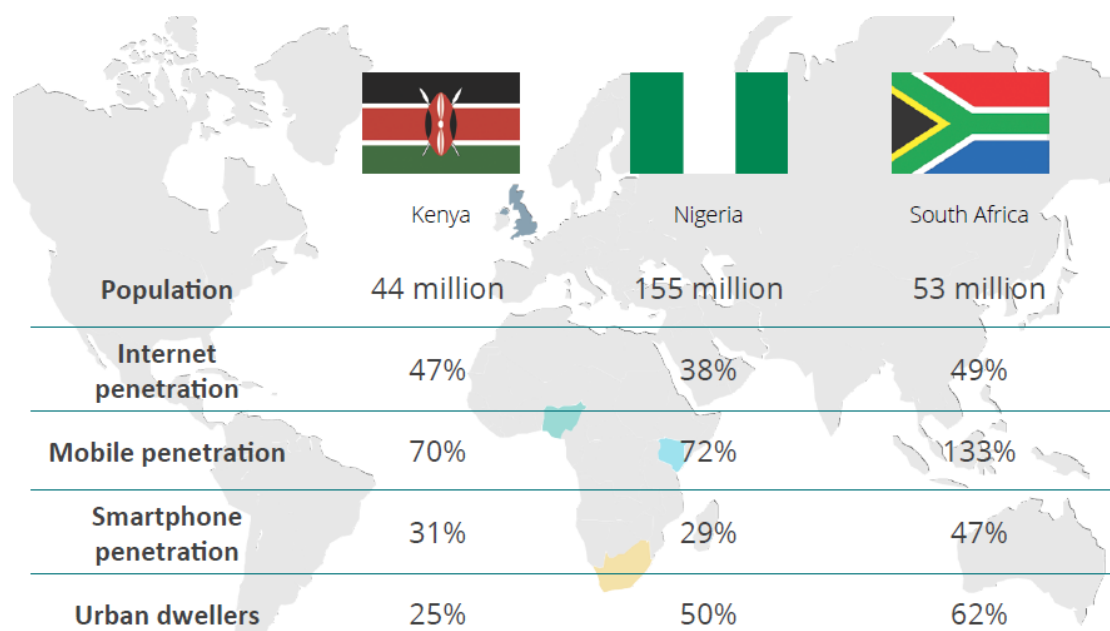 Kenya Nigeria South Africa
Population 44 million 155 million 53 million
Internet
penetration 47% 38% 49%
Mobile penetration 70% 72% 133%
Smartphone
penetration 31% 29% 47%
Urban dwellers 25% 50% 62%